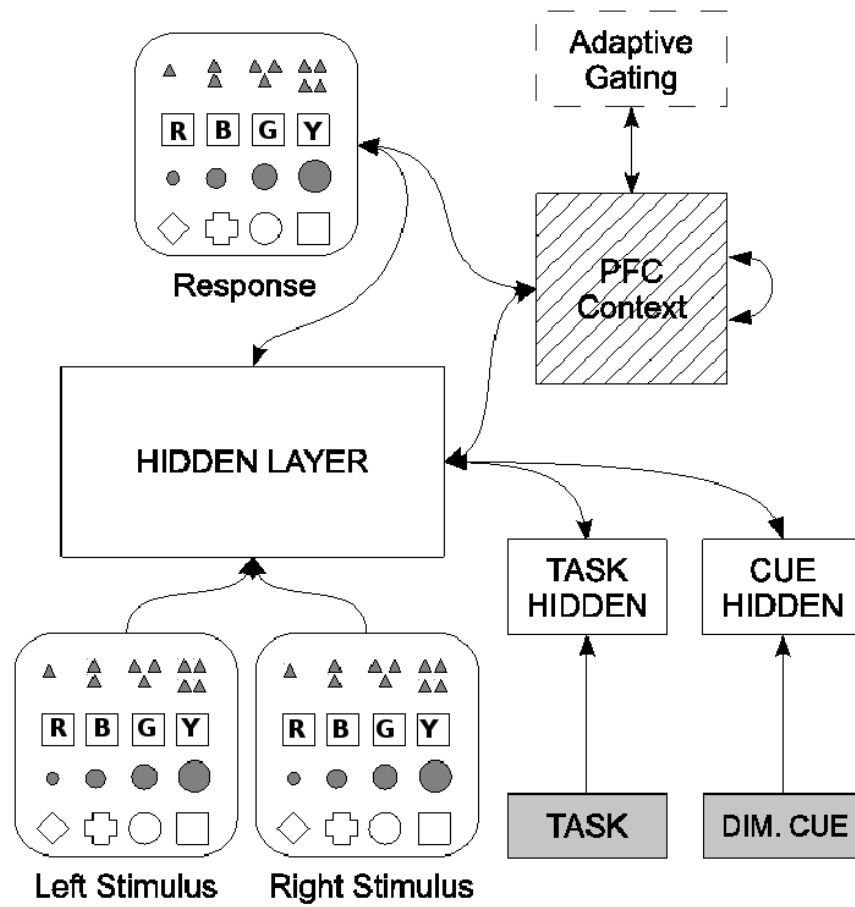 Adaptive
Gating
R B G Y
Response
PFC
Context
HIDDEN LAYER
TASK
HIDDEN
CUE
HIDDEN
R B G Y
R B G Y
TASK
DIM. CUE
Left Stimulus
Right Stimulus